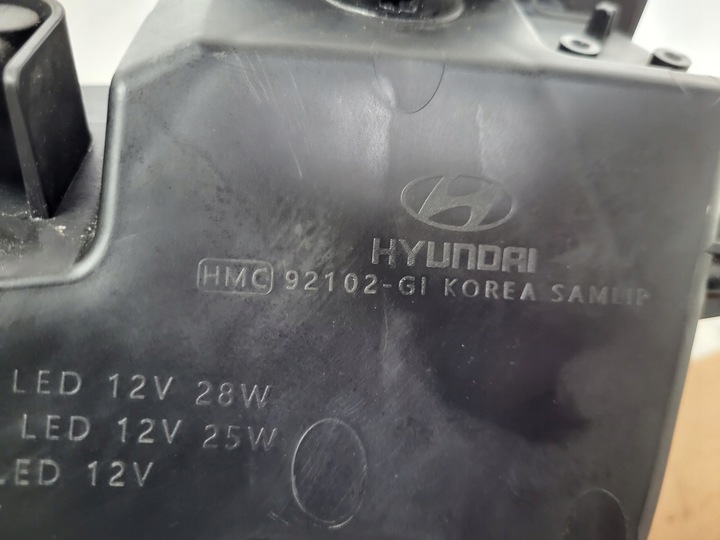 HYUNDAI
HMC 92102-GI KOREA SAMLIP
LED 12V 28W
LED 12V 25W
LED 12V